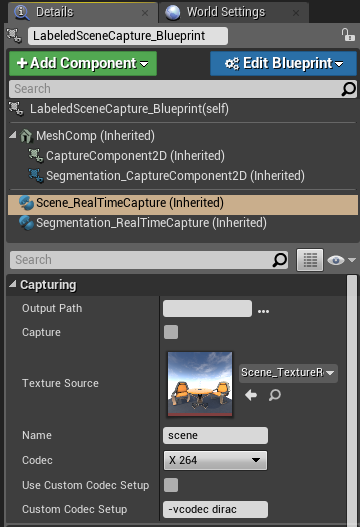 Details
World Settings
LabeledSceneCapture_Blueprint
+ Add Component
Edit Blueprint
Search
LabeledSceneCapture_Blueprint(self)
MeshComp (Inherited)
CaptureComponent2D (Inherited)
Segmentation_CaptureComponent2D (Inherited)
Scene_RealTimeCapture (Inherited)
Segmentation_RealTimeCapture (Inherited)
Search
Capturing
Output Path
...
Capture
Texture Source
Scene_TextureR
Name
scene
Codec
X 264
Use Custom Codec Setup
Custom Codec Setup
-vcodec dirac